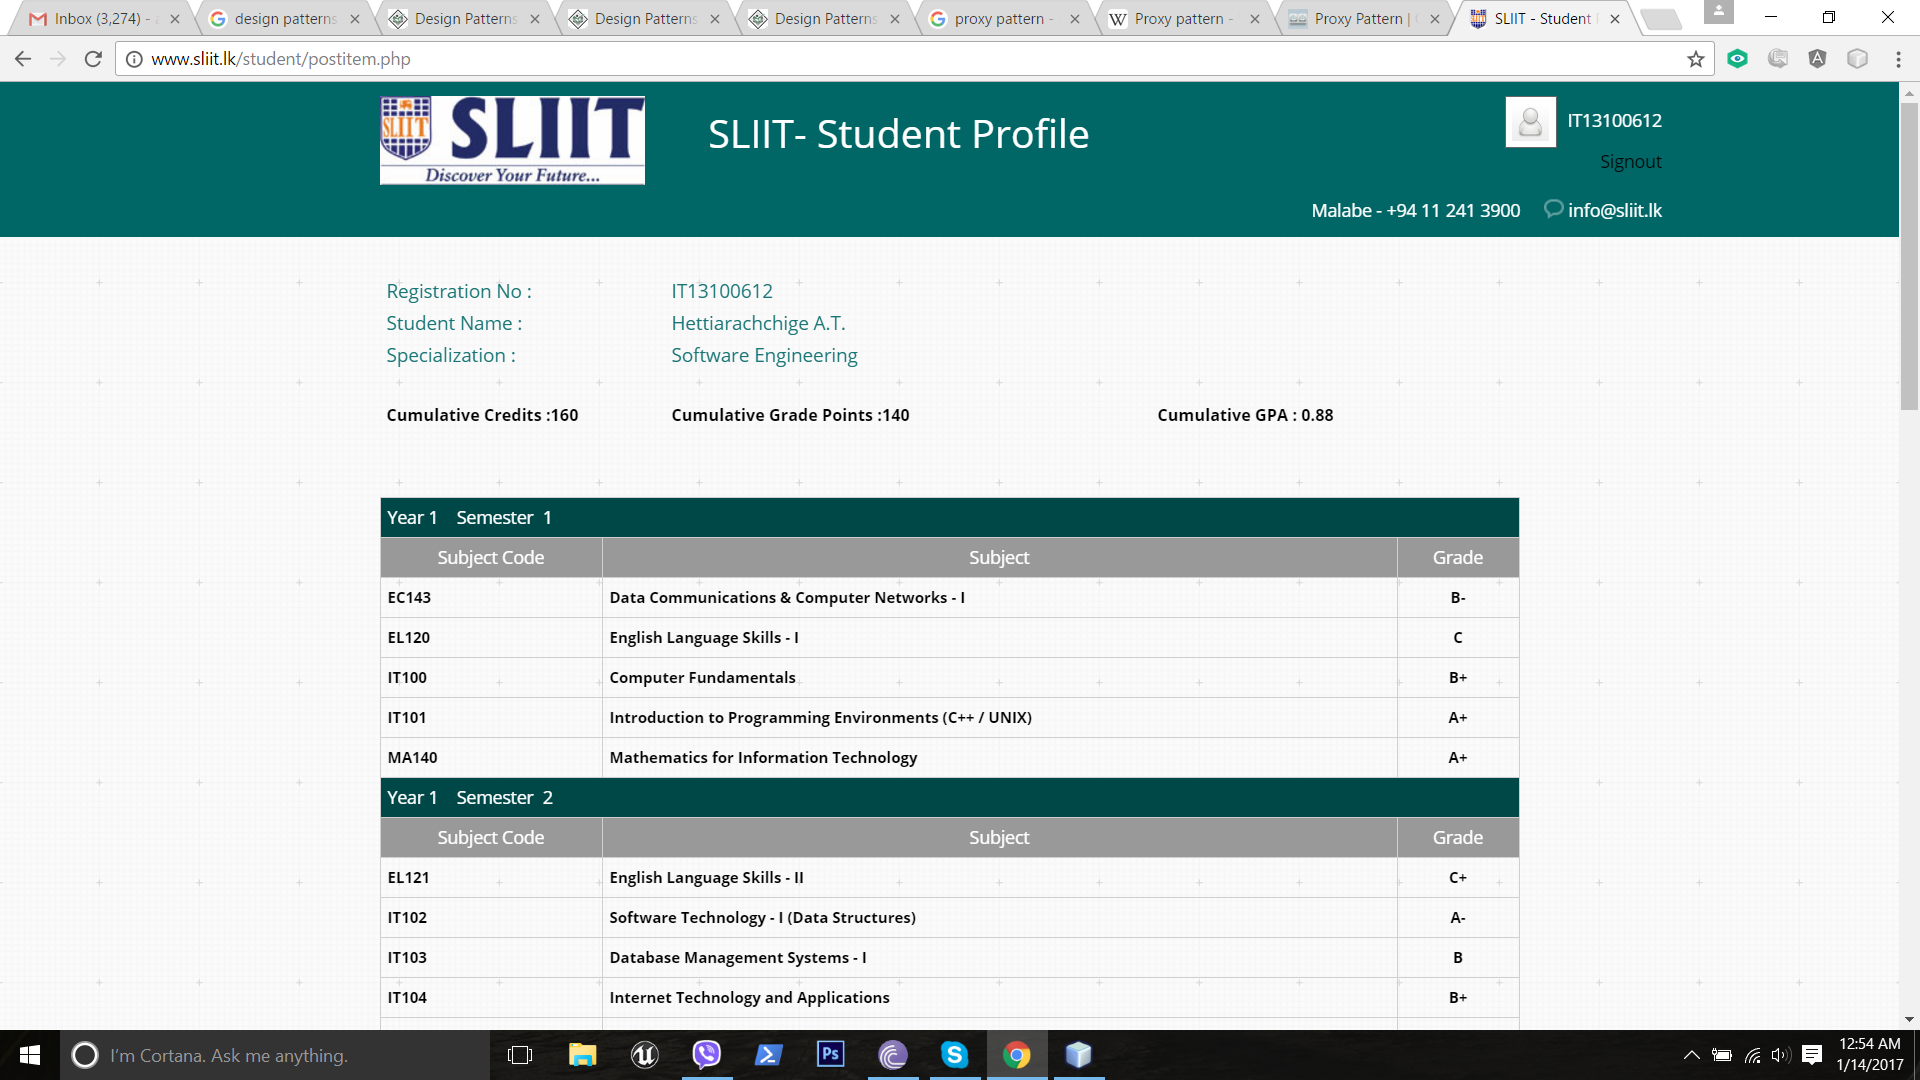 Inbox (3,274) -
design patterns
Design Patterns
Design Patterns
Design Patterns
proxy pattern -
Proxy pattern -
Proxy Pattern |
SLIIT - Student
www.sliit.lk/student/postitem.php
SLIIT
SLIIT
Discover Your Future...
SLIIT- Student Profile
IT13100612
Signout
Malabe - +94 11 241 3900 info@sliit.lk
Registration No : IT13100612
Student Name : Hettiarachchige A.T.
Specialization : Software Engineering
Cumulative Credits :160 Cumulative Grade Points :140 Cumulative GPA : 0.88
Year 1 Semester 1
Subject Code Subject Grade
EC143 Data Communications & Computer Networks - I B-
EL120 English Language Skills - I C
IT100 Computer Fundamentals B+
IT101 Introduction to Programming Environments (C++ / UNIX) A+
MA140 Mathematics for Information Technology A+
Year 1 Semester 2
Subject Code Subject Grade
EL121 English Language Skills - II C+
IT102 Software Technology - I (Data Structures) A-
IT103 Database Management Systems - I B
IT104 Internet Technology and Applications B+
I'm Cortana. Ask me anything.
Ps
12:54 AM
1/14/2017